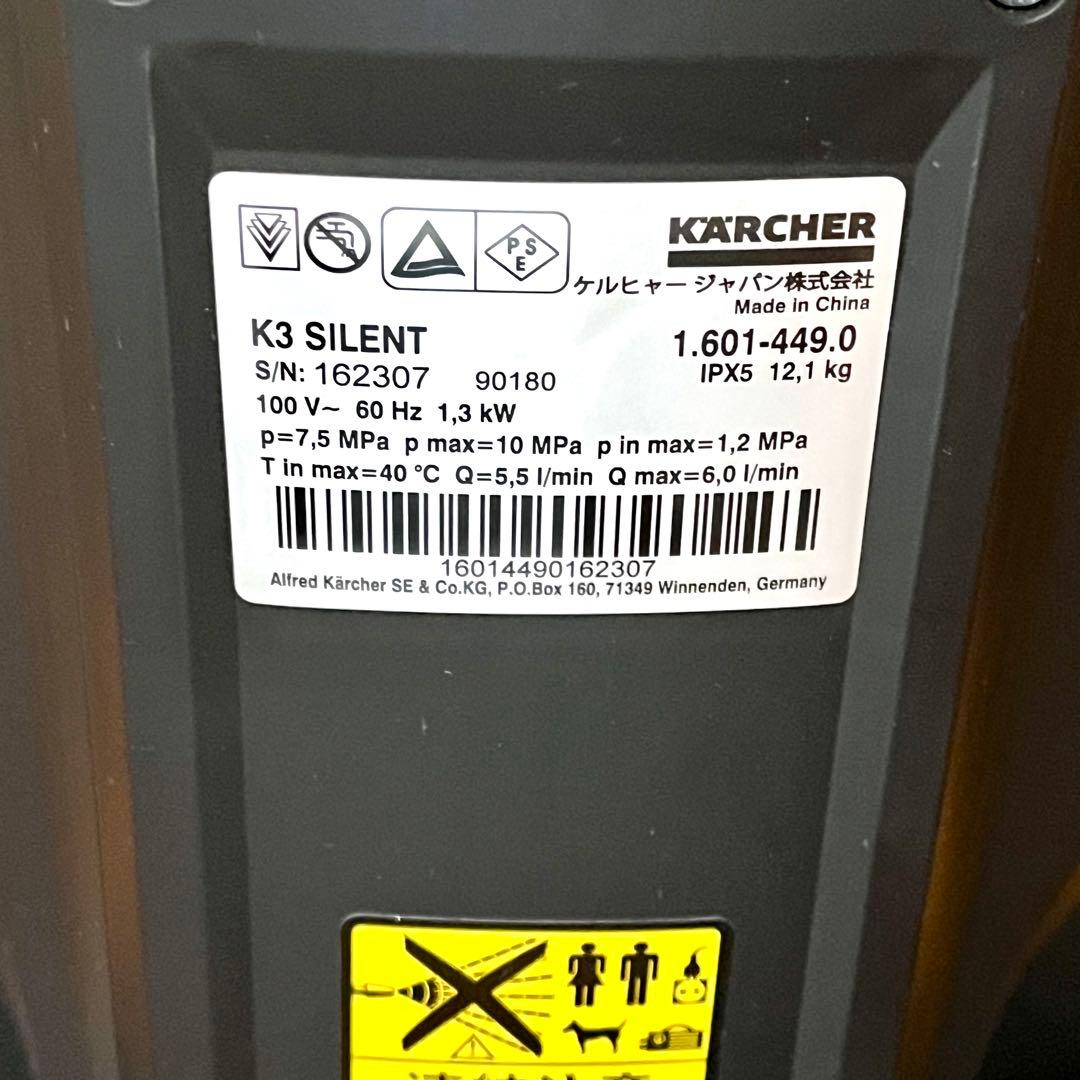 PSE
KÄRCHER
ケルヒャー ジャパン株式会社
Made in China
K3 SILENT 1.601-449.0
S/N: 162307 90180 IPX5 12,1 kg
100 V~ 60 Hz 1,3 kW
p=7,5 MPa p max=10 MPa p in max=1,2 MPa
T in max=40 °C Q=5,5 l/min Q max=6,0 l/min
16014490162307
Alfred Kärcher SE & Co.KG, P.O.Box 160, 71349 Winnenden, Germany